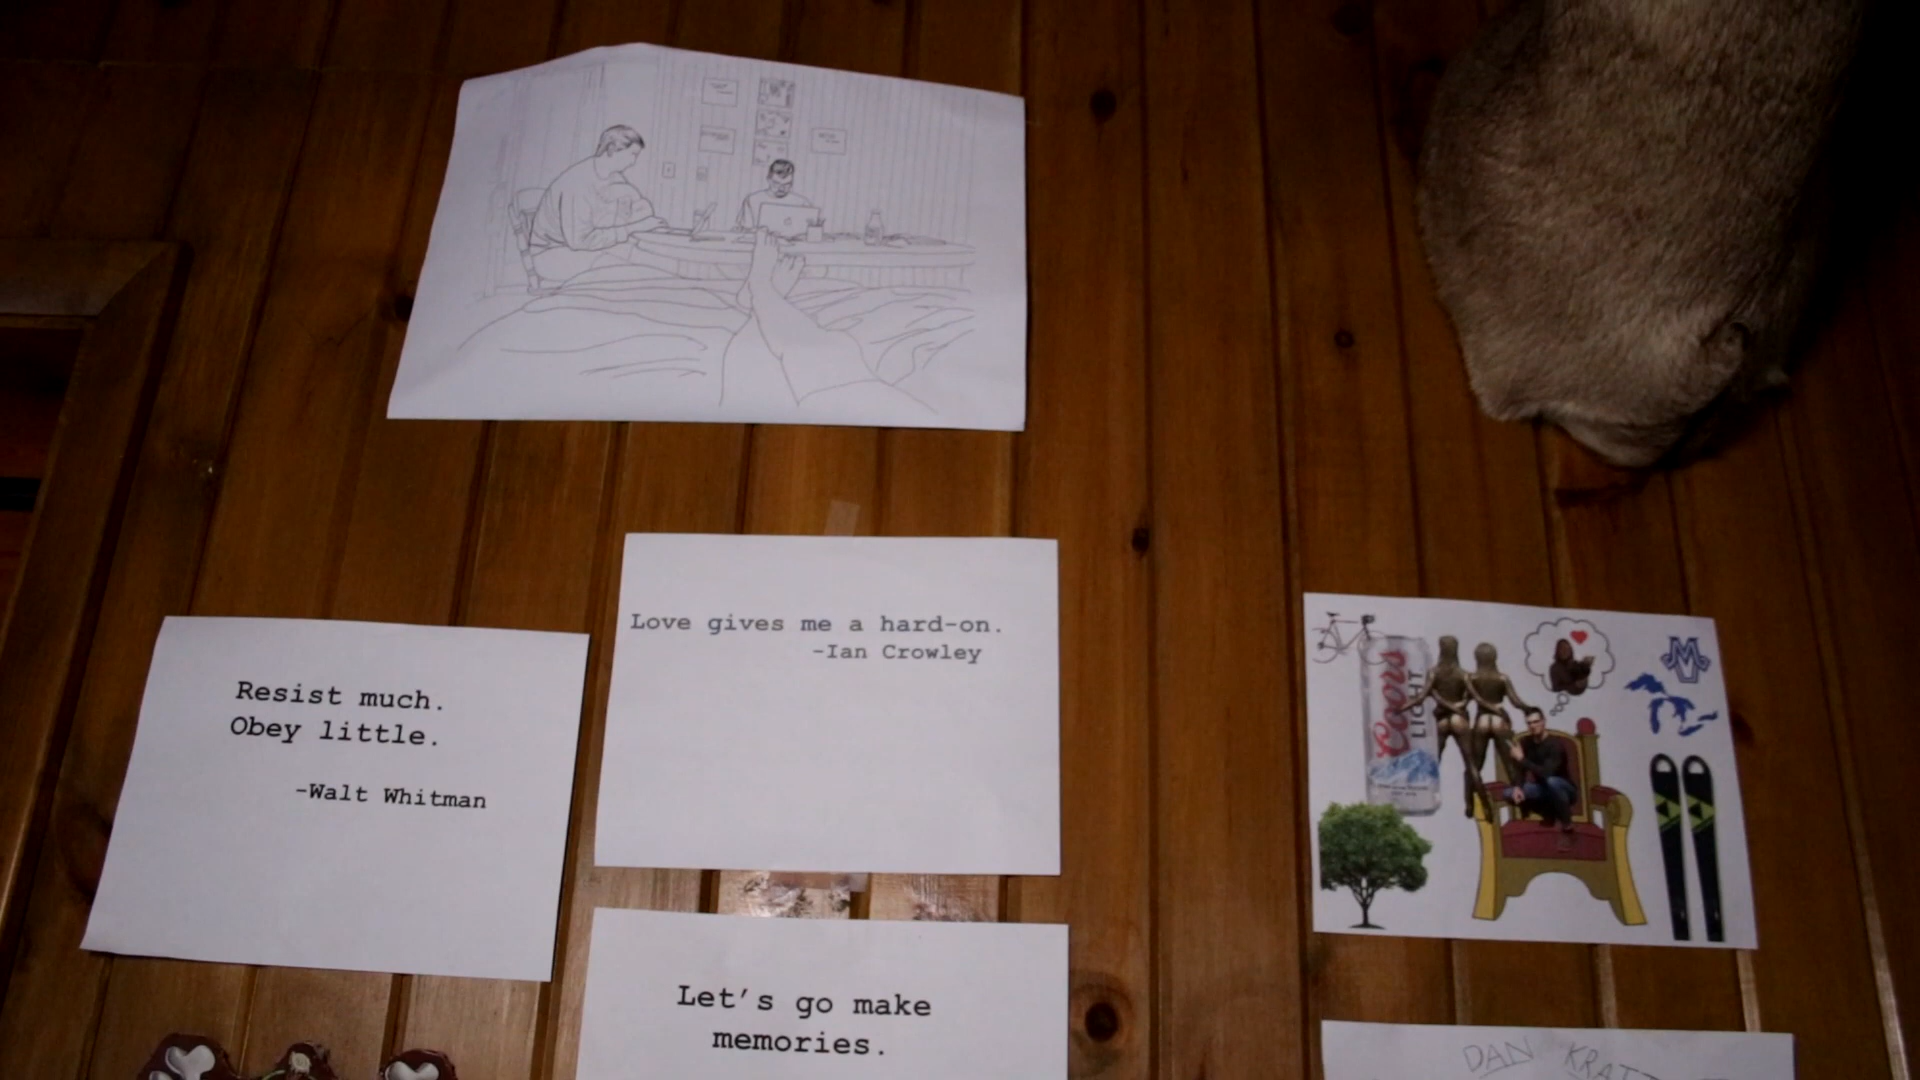 Resist much.
Obey little.
-Walt Whitman
Love gives me a hard-on.
-Ian Crowley
Let's go make
memories.
Coors
LIGHT
M
DAN